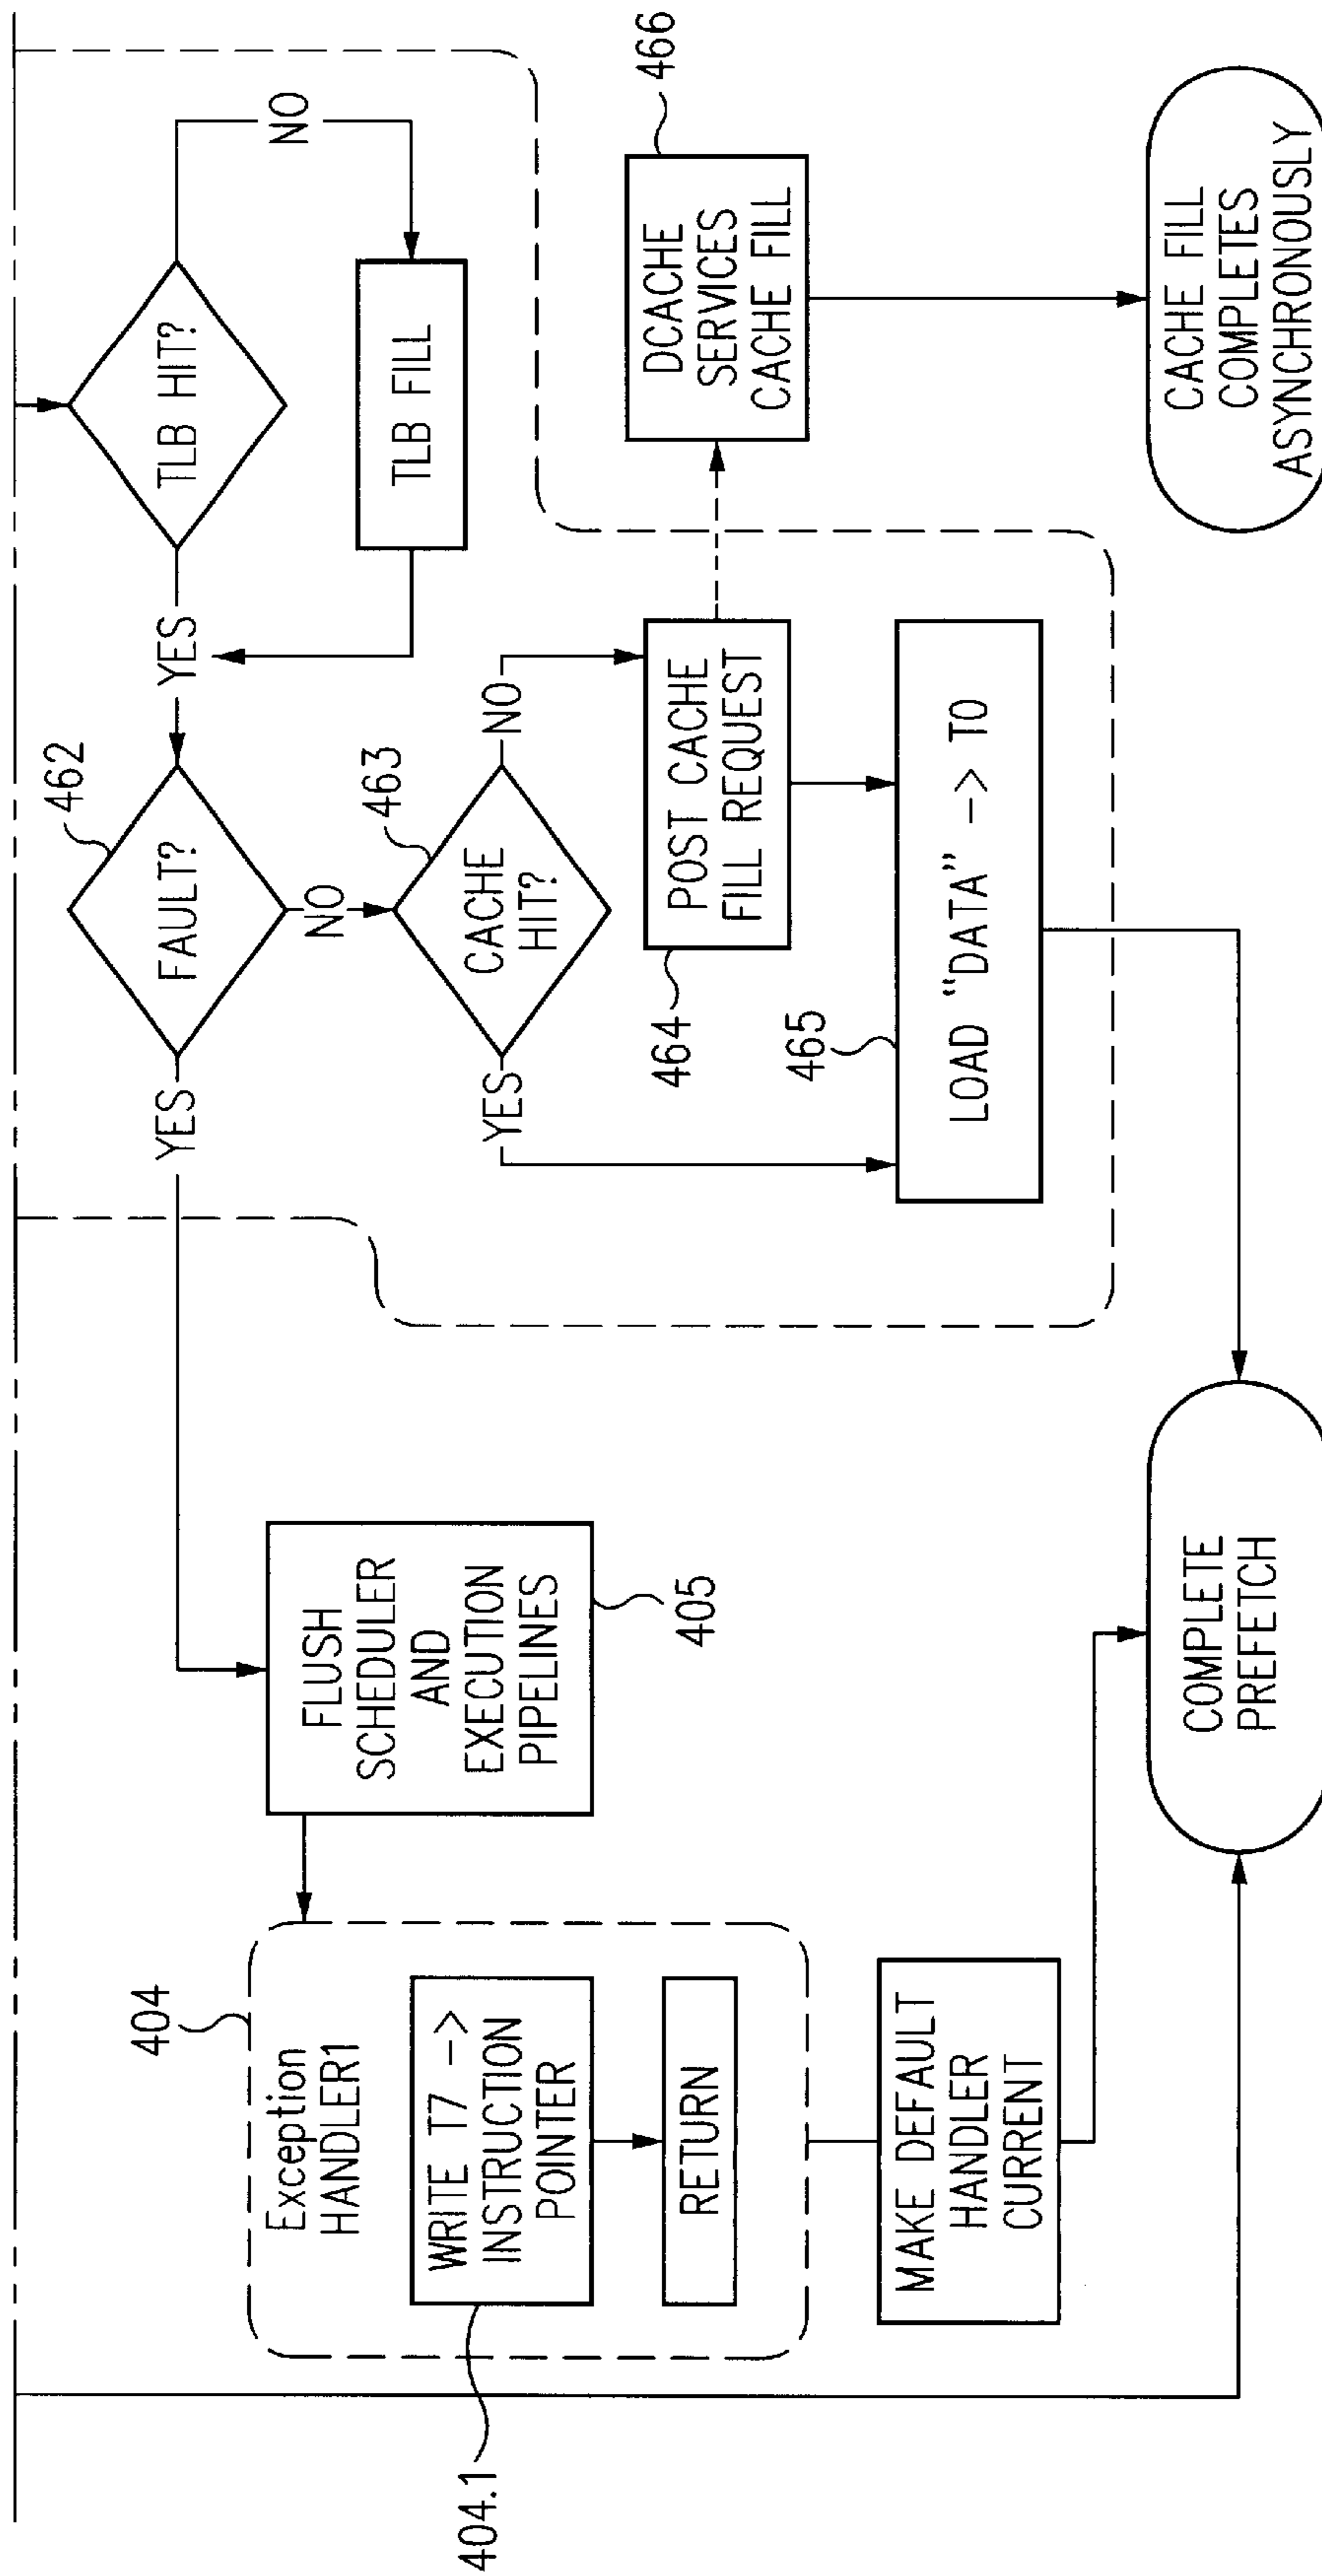 TLB HIT?
NO
YES
TLB FILL
462
FAULT?
YES
NO
463
CACHE
HIT?
NO
YES
464
POST CACHE
FILL REQUEST
466
DCACHE
SERVICES
CACHE FILL
465
LOAD "DATA" -> TO
CACHE FILL
COMPLETES
ASYNCHRONOUSLY
FLUSH
SCHEDULER
AND
EXECUTION
PIPELINES
405
404
Exception
HANDLER1
WRITE T7 ->
INSTRUCTION
POINTER
404.1
RETURN
MAKE DEFAULT
HANDLER
CURRENT
COMPLETE
PREFETCH